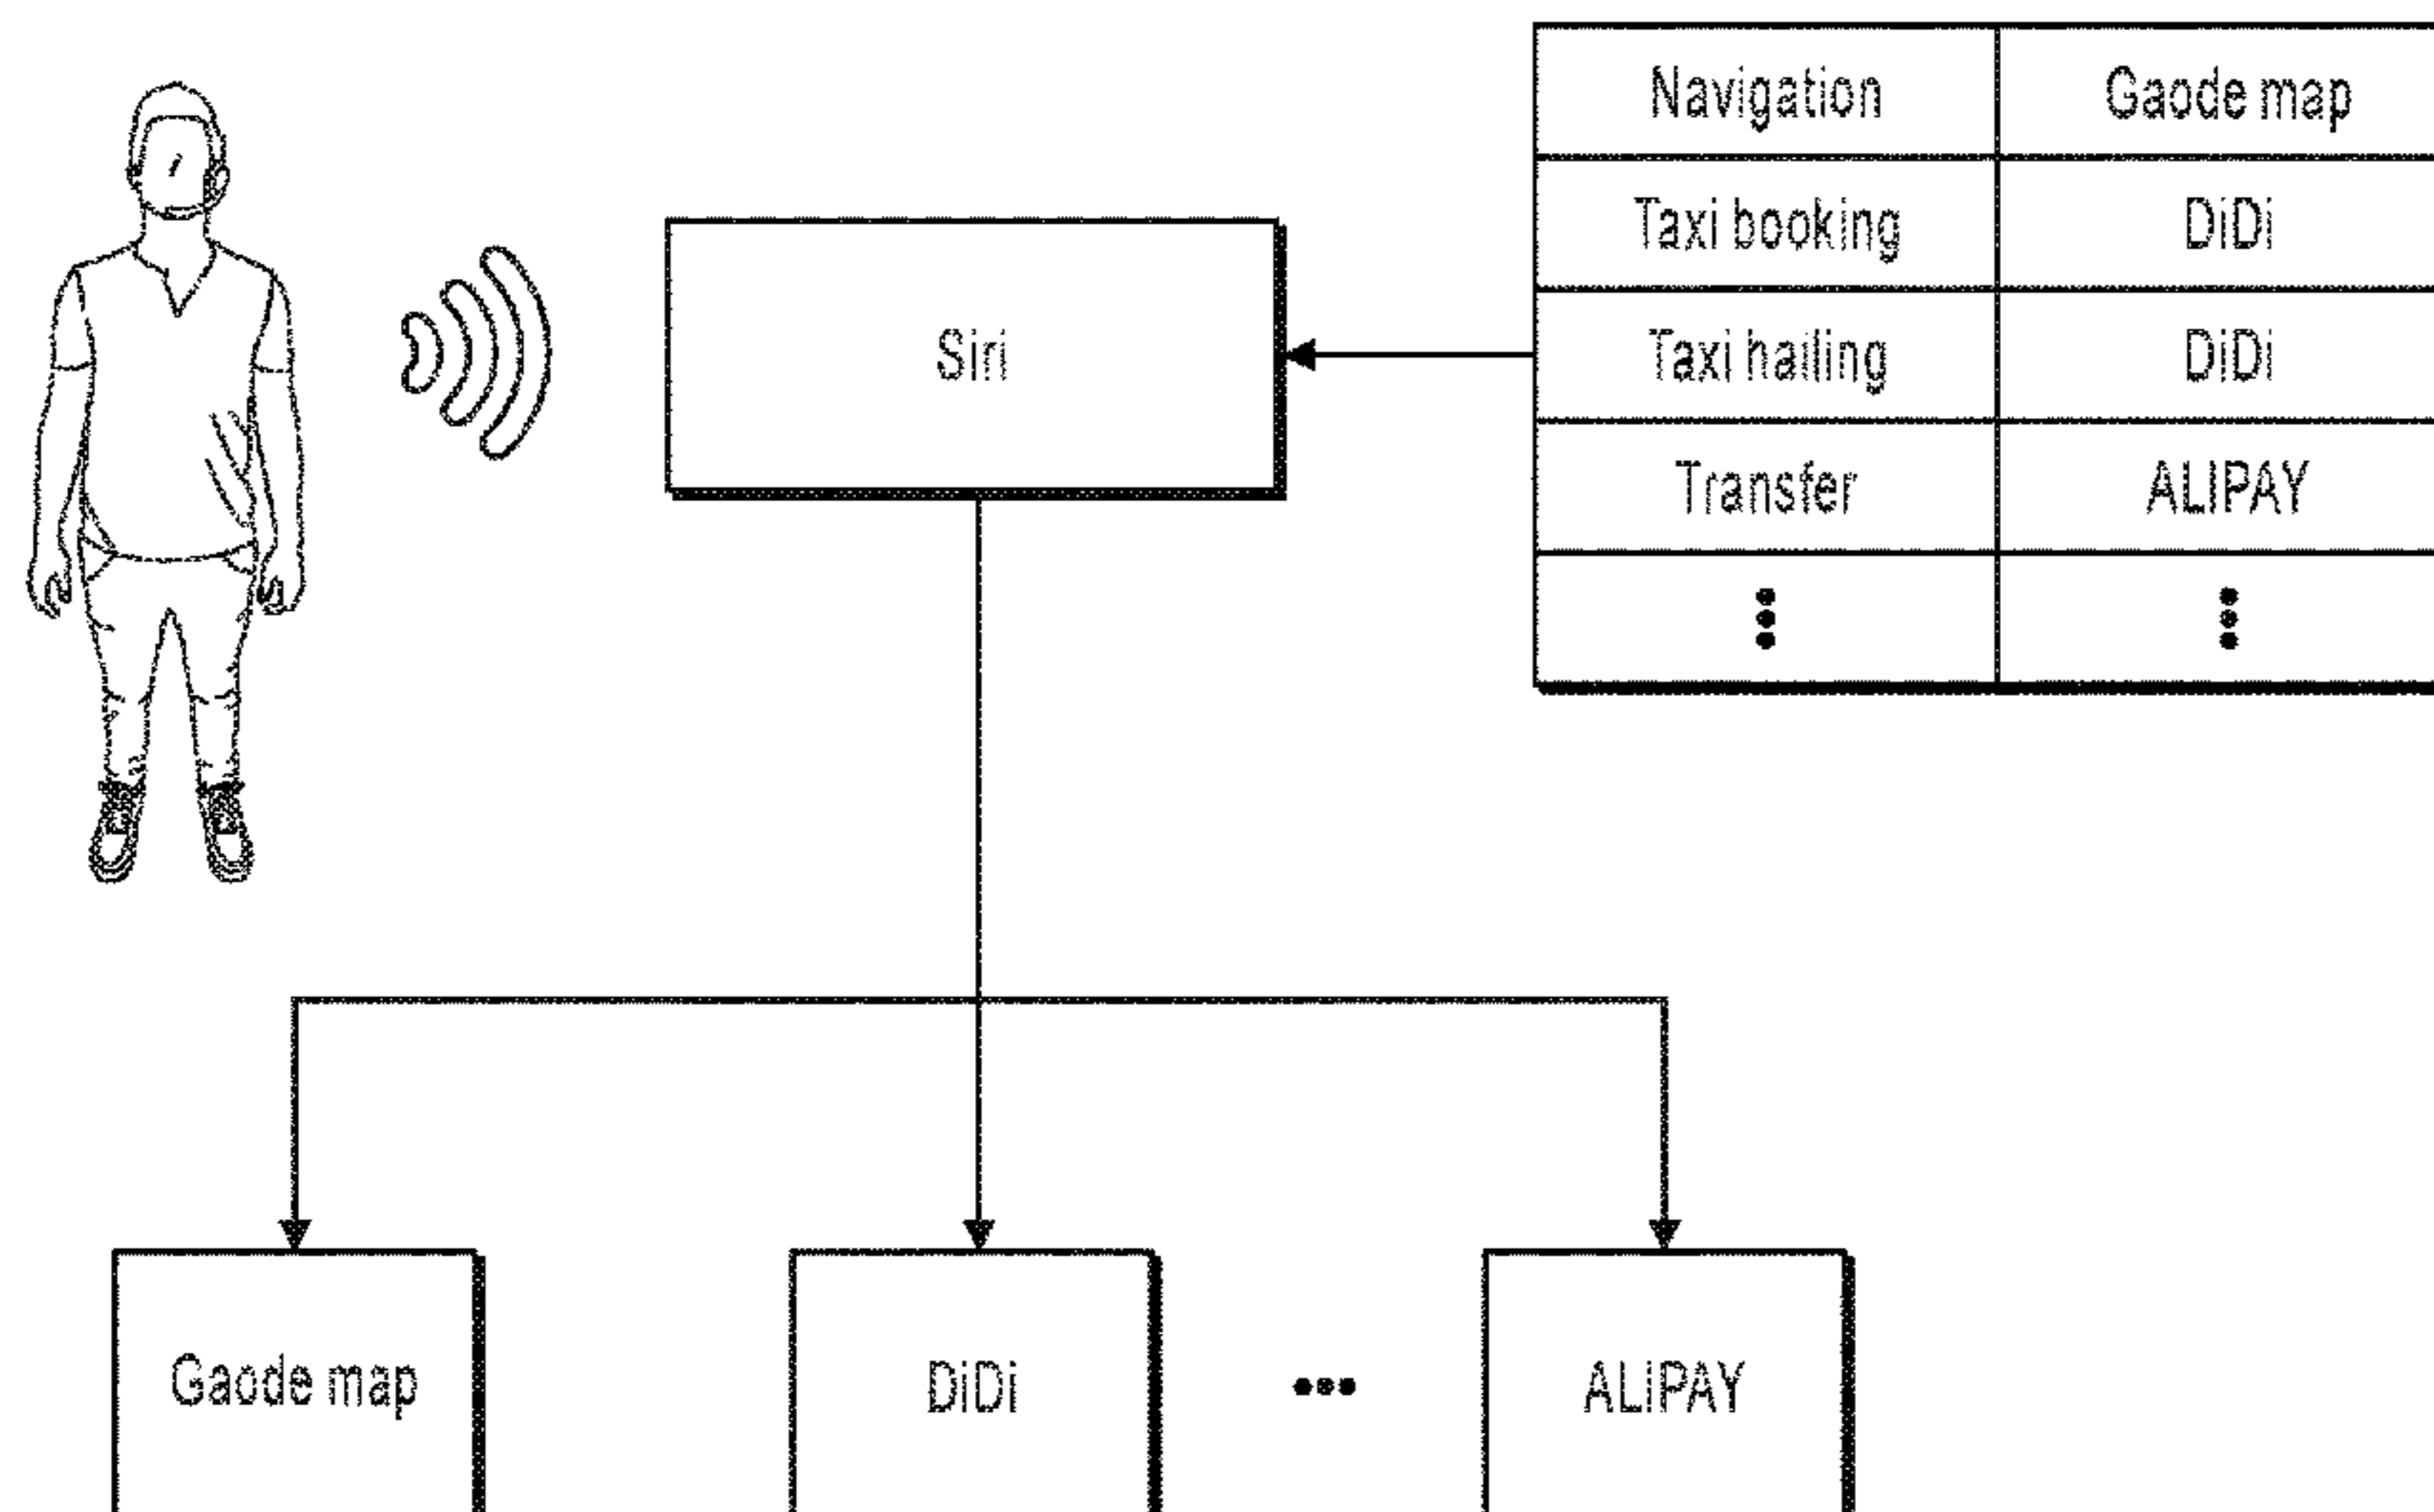 Navigation Gaode map
Taxi booking DiDi
Siri
Taxi hailing DiDi
Transfer ALIPAY
Gaode map
DiDi
ALIPAY